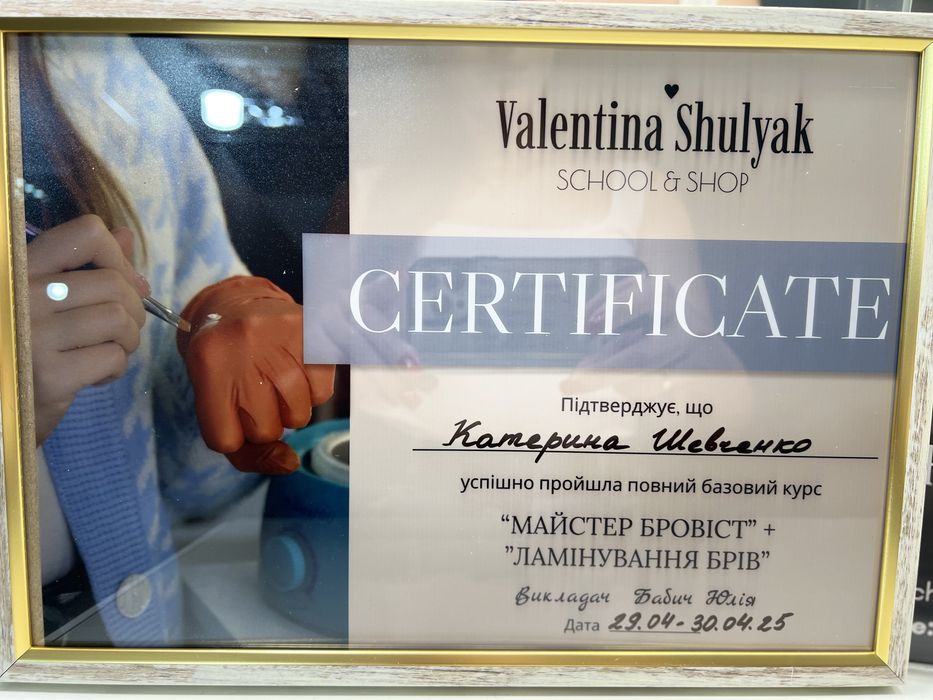 Valentina Shulyak
SCHOOL & SHOP
CERTIFICATE
Підтверджує, що
Катерина Шевченко
успішно пройшла повний базовий курс
“МАЙСТЕР БРОВІСТ” +
”ЛАМІНУВАННЯ БРІВ”
Викладач Бабич Юлія
Дата 29.04-30.04.25